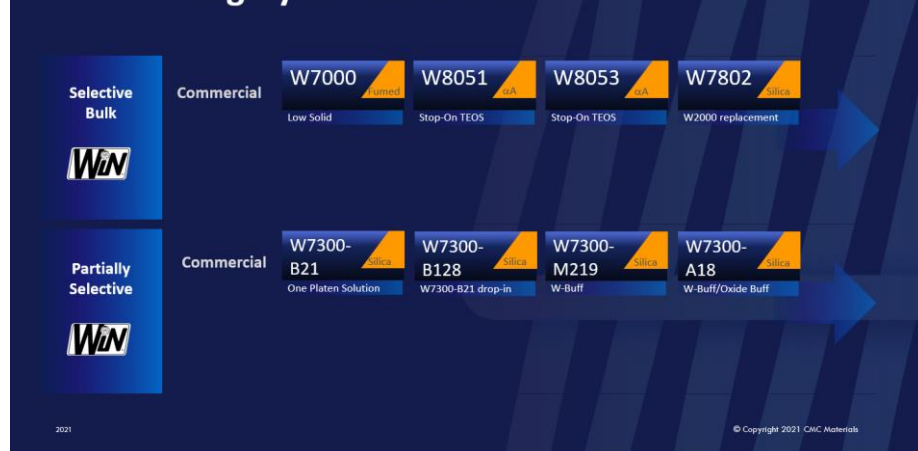 Selective
Bulk
WiN
Commercial
W7000
Fumed
Low Solid
W8051
αA
Stop-On TEOS
W8053
αA
Stop-On TEOS
W7802
Silica
W2000 replacement
Partially
Selective
WiN
Commercial
W7300-
B21
Silica
One Platen Solution
W7300-
B128
Silica
W7300-B21 drop-in
W7300-
M219
Silica
W-Buff
W7300-
A18
Silica
W-Buff/Oxide Buff
2021
© Copyright 2021 CMC Materials